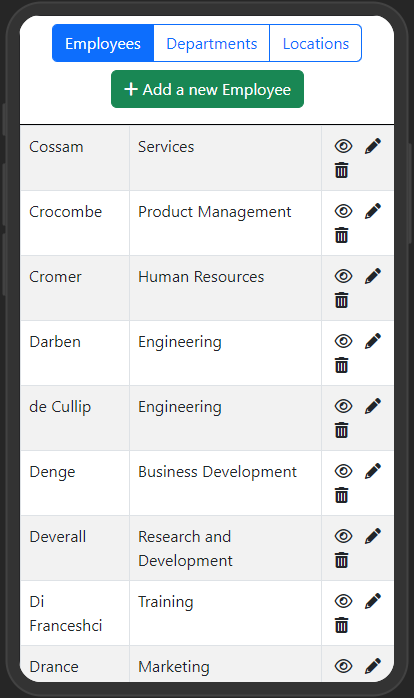 Employees Departments Locations
+ Add a new Employee
Cossam Services
Crocombe Product Management
Cromer Human Resources
Darben Engineering
de Cullip Engineering
Denge Business Development
Deverall Research and
Development
Di Training
Franceshci
Drance Marketing